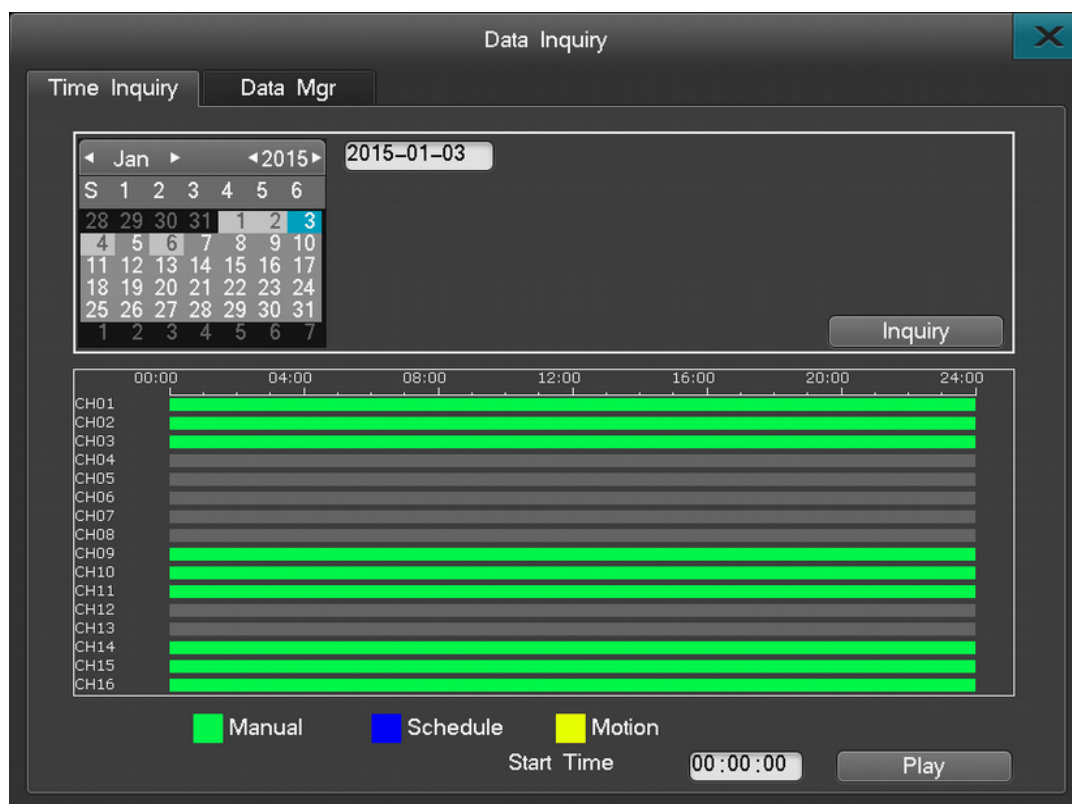 Data Inquiry X
Time Inquiry Data Mgr
◄ Jan ► ◄2015► 2015-01-03
S 1 2 3 4 5 6
28 29 30 31 1 2 3
4 5 6 7 8 9 10
11 12 13 14 15 16 17
18 19 20 21 22 23 24
25 26 27 28 29 30 31
1 2 3 4 5 6 7
Inquiry
00:00 04:00 08:00 12:00 16:00 20:00 24:00
CH01
CH02
CH03
CH04
CH05
CH06
CH07
CH08
CH09
CH10
CH11
CH12
CH13
CH14
CH15
CH16
Manual Schedule Motion
Start Time 00:00:00 Play